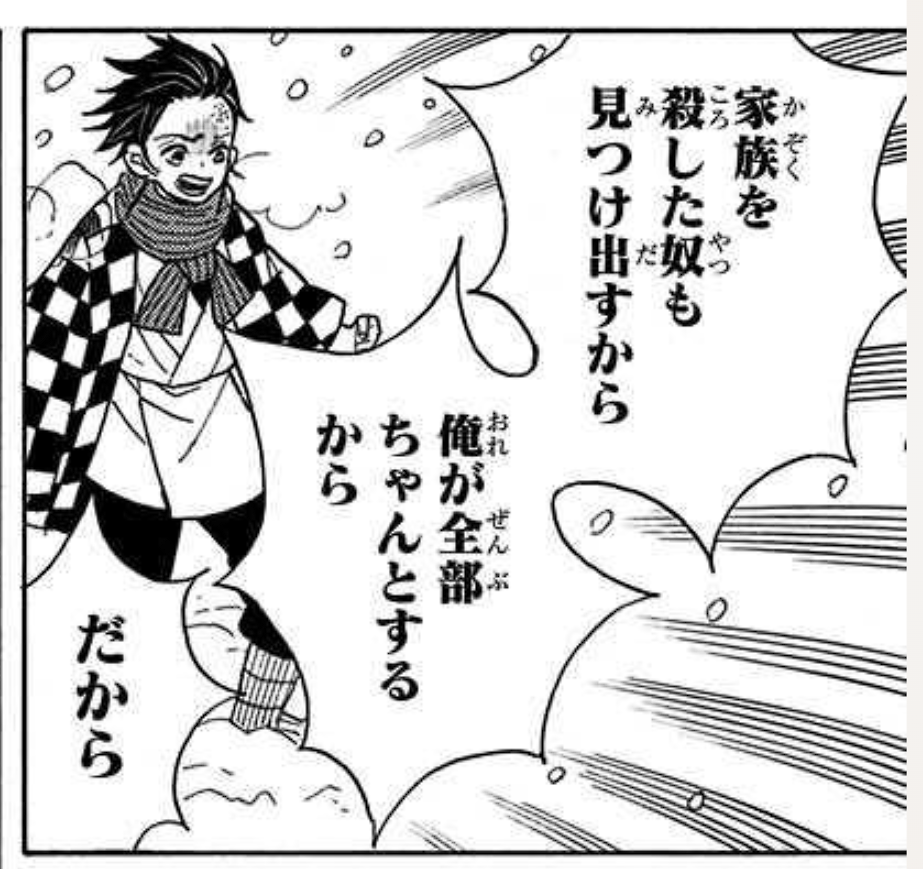 家族を
殺した奴も
見つけ出すから
俺が全部
ちゃんとする
から
だから